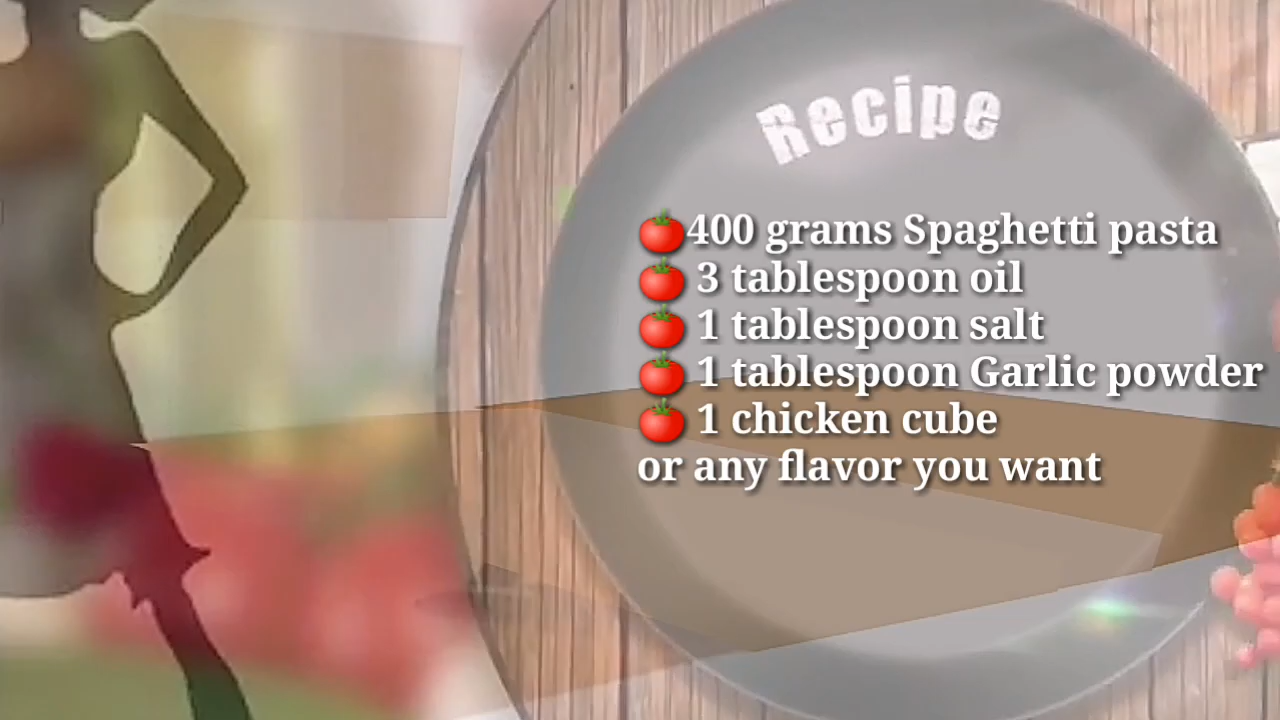 Recipe
🍅400 grams Spaghetti pasta
🍅 3 tablespoon oil
🍅 1 tablespoon salt
🍅 1 tablespoon Garlic powder
🍅 1 chicken cube
or any flavor you want